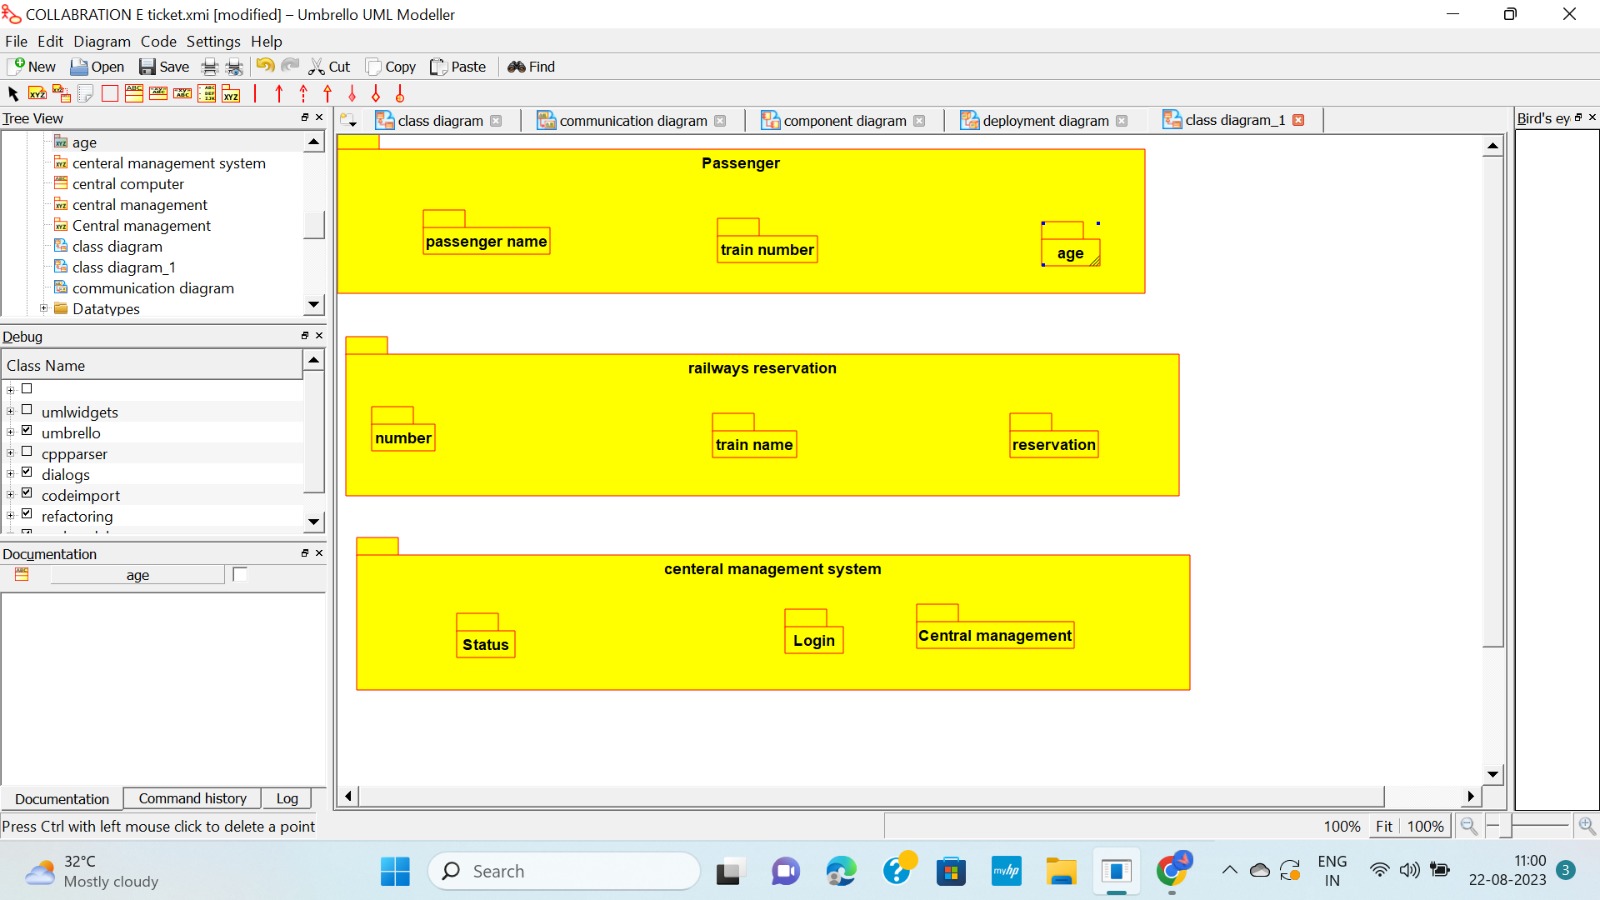 COLLABRATION E ticket.xmi [modified] – Umbrello UML Modeller
File Edit Diagram Code Settings Help
New Open Save Cut Copy Paste Find
Tree View
age
centeral management system
central computer
central management
Central management
class diagram
class diagram_1
communication diagram
Datatypes
Debug
Class Name
umlwidgets
umbrello
cppparser
dialogs
codeimport
refactoring
Documentation
age
Documentation Command history Log
Press Ctrl with left mouse click to delete a point
class diagram communication diagram component diagram deployment diagram class diagram_1
Bird's ey
Passenger
passenger name
train number
age
railways reservation
number
train name
reservation
centeral management system
Status
Login
Central management
100% Fit 100%
32°C
Mostly cloudy
Search
myhp
ENG
IN
11:00
22-08-2023
3